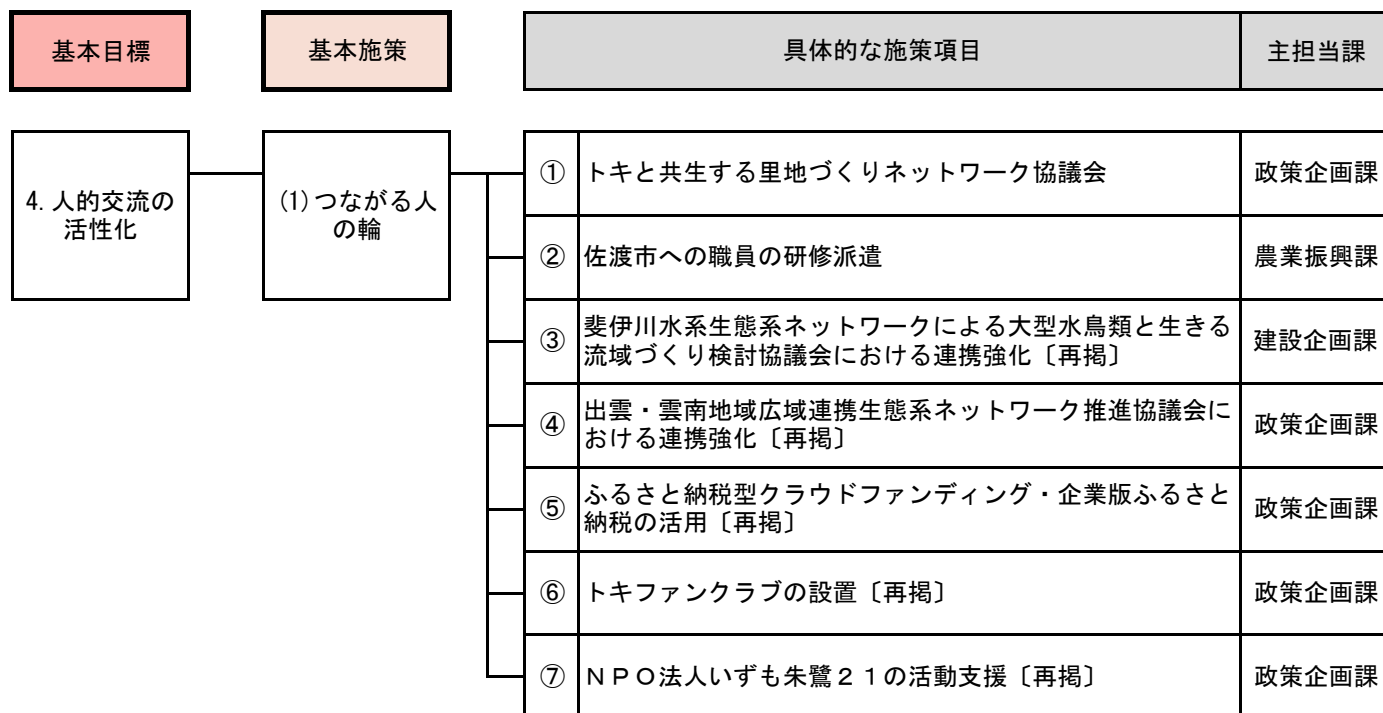 基本目標
基本施策
具体的な施策項目
主担当課
4. 人的交流の
活性化
(1)つながる人
の輪
① トキと共生する里地づくりネットワーク協議会 政策企画課
② 佐渡市への職員の研修派遣 農業振興課
③ 斐伊川水系生態系ネットワークによる大型水鳥類と生きる
流域づくり検討協議会における連携強化〔再掲〕 建設企画課
④ 出雲・雲南地域広域連携生態系ネットワーク推進協議会に
おける連携強化〔再掲〕 政策企画課
⑤ ふるさと納税型クラウドファンディング・企業版ふるさと
納税の活用〔再掲〕 政策企画課
⑥ トキファンクラブの設置〔再掲〕 政策企画課
⑦ ＮＰＯ法人いずも朱鷺２１の活動支援〔再掲〕 政策企画課